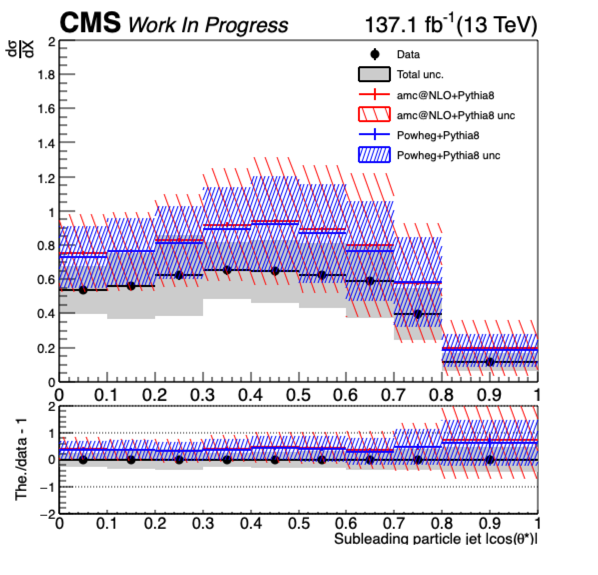 CMS Work In Progress 137.1 fb⁻¹(13 TeV)
dσ
dX
2
1.8
1.6
1.4
1.2
1
0.8
0.6
0.4
0.2
0
Data
Total unc.
amc@NLO+Pythia8
amc@NLO+Pythia8 unc
Powheg+Pythia8
Powheg+Pythia8 unc
0 0.1 0.2 0.3 0.4 0.5 0.6 0.7 0.8 0.9 1
The./data - 1
2
1
0
−1
−2
0 0.1 0.2 0.3 0.4 0.5 0.6 0.7 0.8 0.9 1
Subleading particle jet |cos(θ*)|